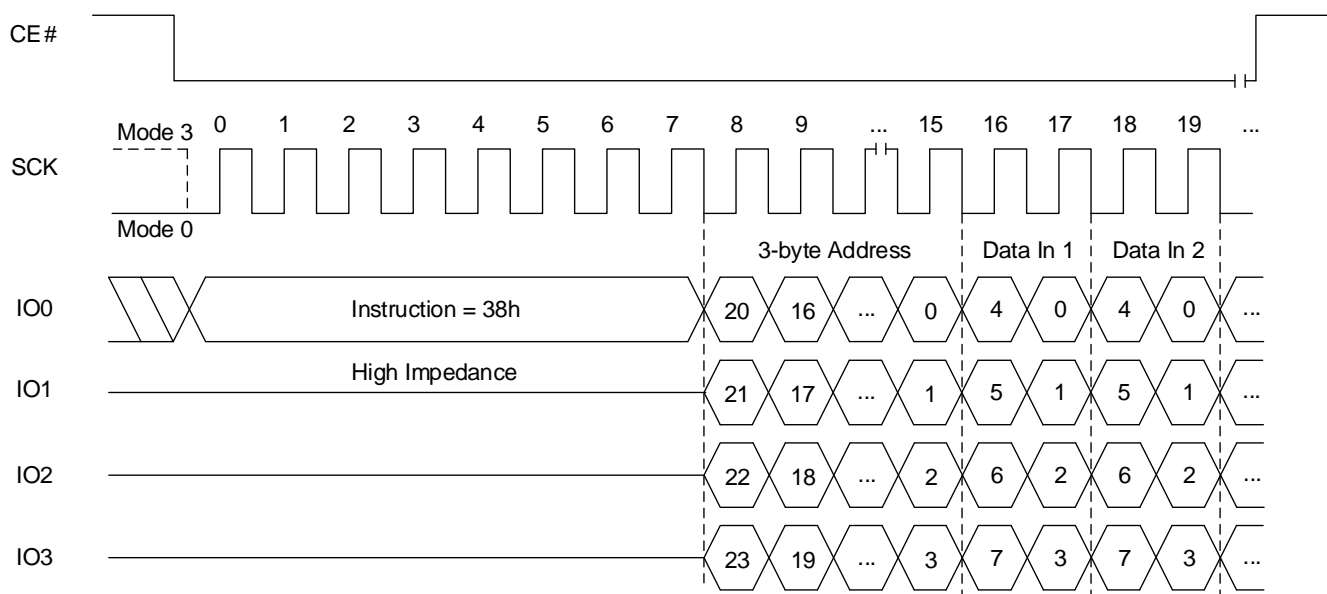 CE#
Mode 3 0 1 2 3 4 5 6 7 8 9 ... 15 16 17 18 19 ...
SCK
Mode 0
3-byte Address Data In 1 Data In 2
IO0 Instruction = 38h 20 16 ... 0 4 0 4 0 ...
High Impedance
IO1 21 17 ... 1 5 1 5 1 ...
IO2 22 18 ... 2 6 2 6 2 ...
IO3 23 19 ... 3 7 3 7 3 ...